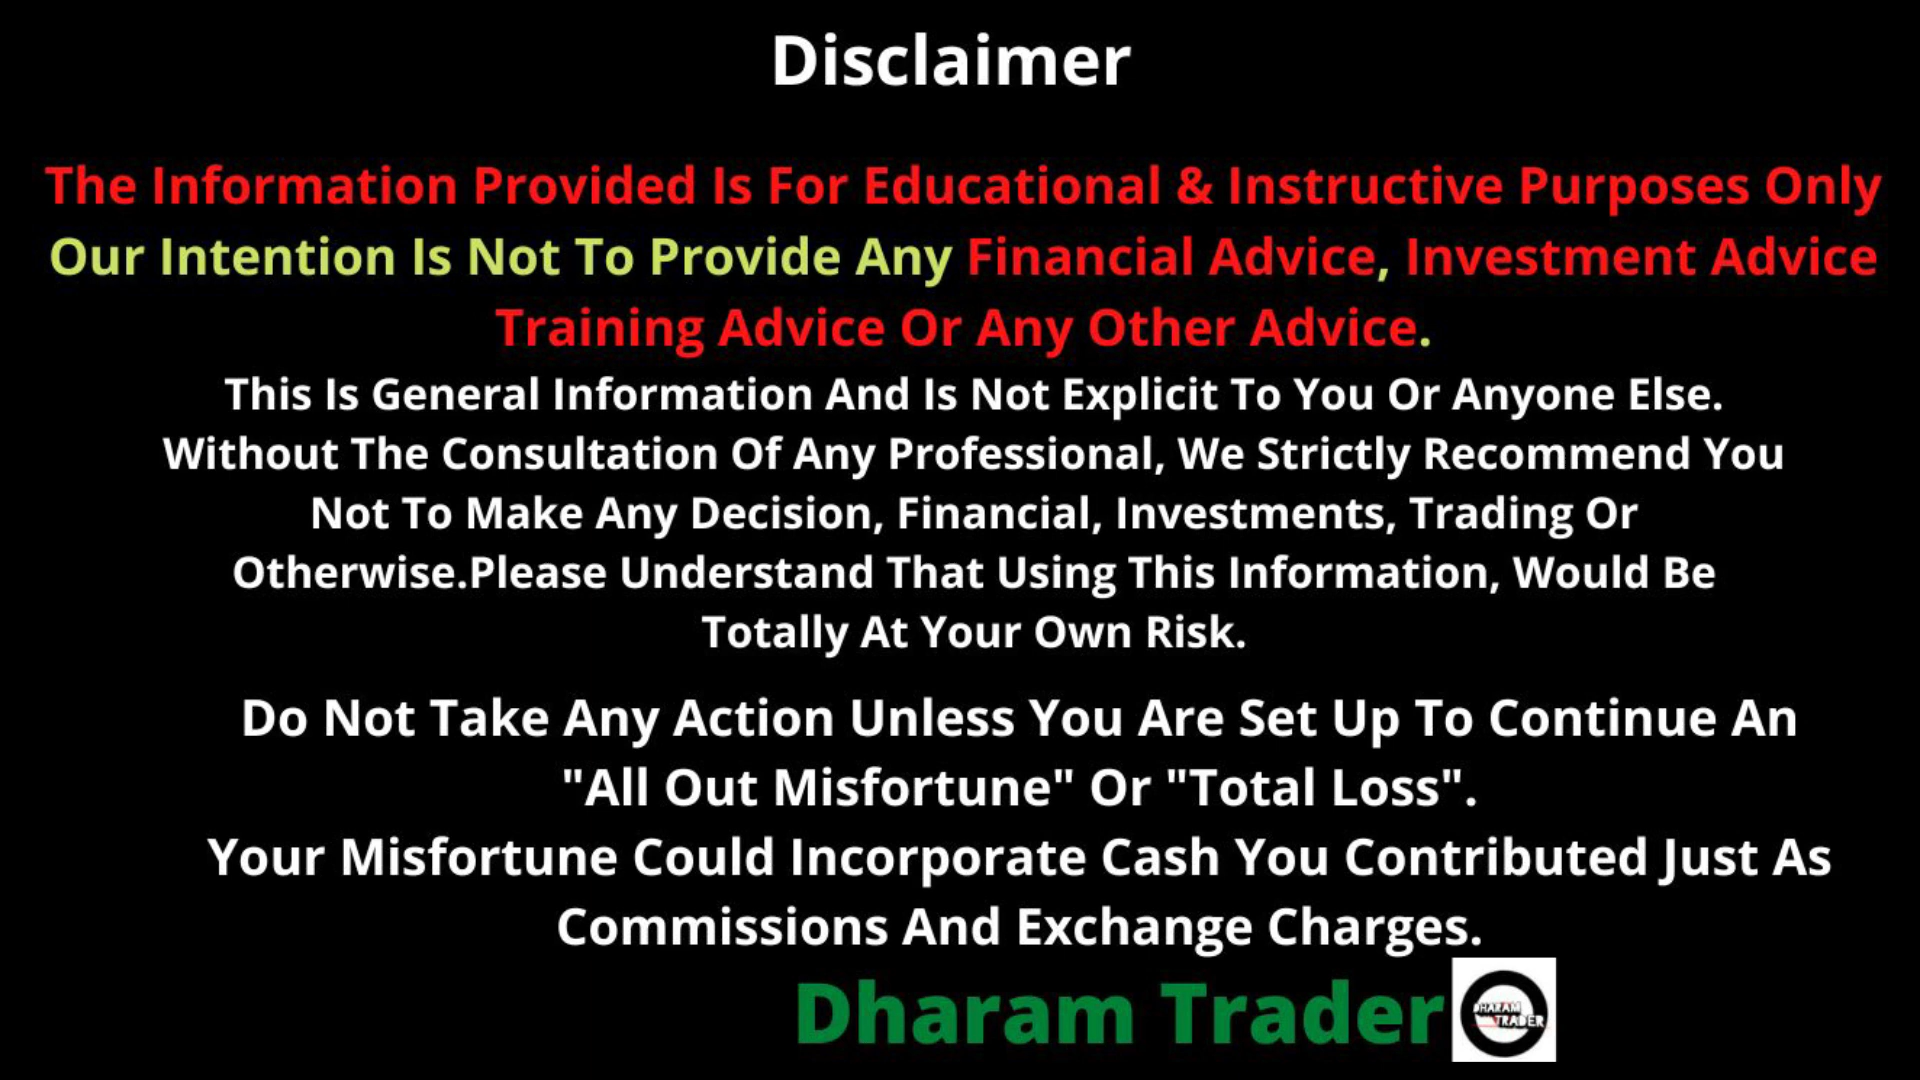 Disclaimer
The Information Provided Is For Educational & Instructive Purposes Only
Our Intention Is Not To Provide Any Financial Advice, Investment Advice
Training Advice Or Any Other Advice.
This Is General Information And Is Not Explicit To You Or Anyone Else.
Without The Consultation Of Any Professional, We Strictly Recommend You
Not To Make Any Decision, Financial, Investments, Trading Or
Otherwise.Please Understand That Using This Information, Would Be
Totally At Your Own Risk.
Do Not Take Any Action Unless You Are Set Up To Continue An
"All Out Misfortune" Or "Total Loss".
Your Misfortune Could Incorporate Cash You Contributed Just As
Commissions And Exchange Charges.
Dharam Trader
DHARAM
TRADER